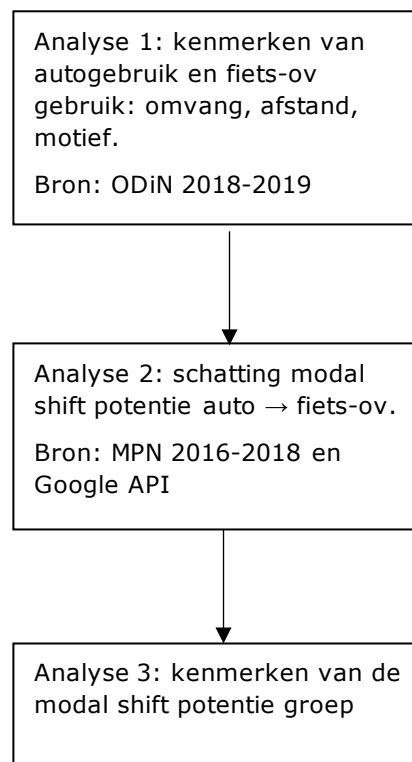 Analyse 1: kenmerken van
autogebruik en fiets-ov
gebruik: omvang, afstand,
motief.
Bron: ODiN 2018-2019
Analyse 2: schatting modal
shift potentie auto → fiets-ov.
Bron: MPN 2016-2018 en
Google API
Analyse 3: kenmerken van de
modal shift potentie groep